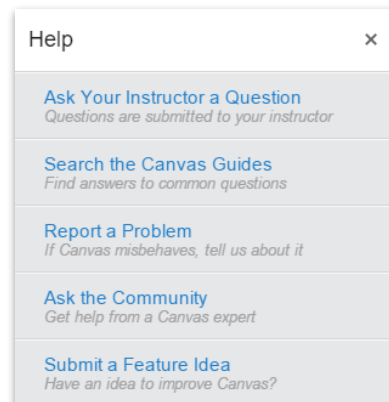 Help ×
Ask Your Instructor a Question
Questions are submitted to your instructor
Search the Canvas Guides
Find answers to common questions
Report a Problem
If Canvas misbehaves, tell us about it
Ask the Community
Get help from a Canvas expert
Submit a Feature Idea
Have an idea to improve Canvas?